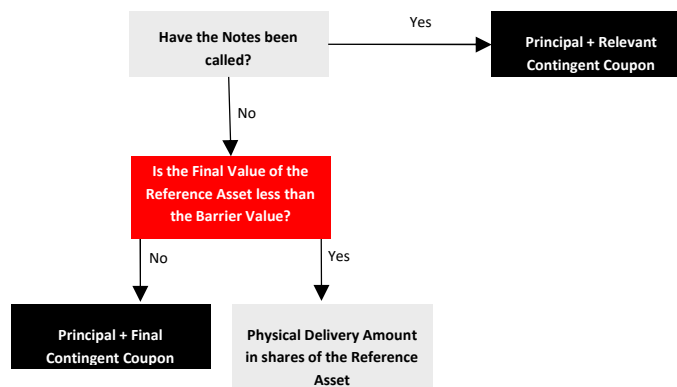 Have the Notes been
called?
Yes
Principal + Relevant
Contingent Coupon
No
Is the Final Value of the
Reference Asset less than
the Barrier Value?
No
Yes
Principal + Final
Contingent Coupon
Physical Delivery Amount
in shares of the Reference
Asset